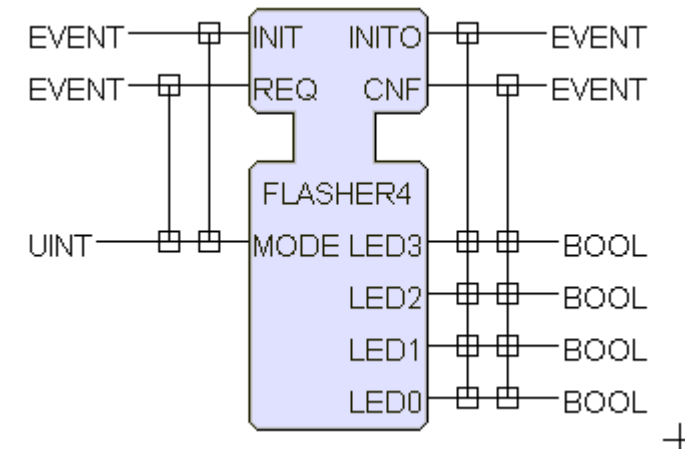 EVENT INIT INITO EVENT
EVENT REQ CNF EVENT
FLASHER4
UINT MODE LED3 BOOL
LED2 BOOL
LED1 BOOL
LED0 BOOL